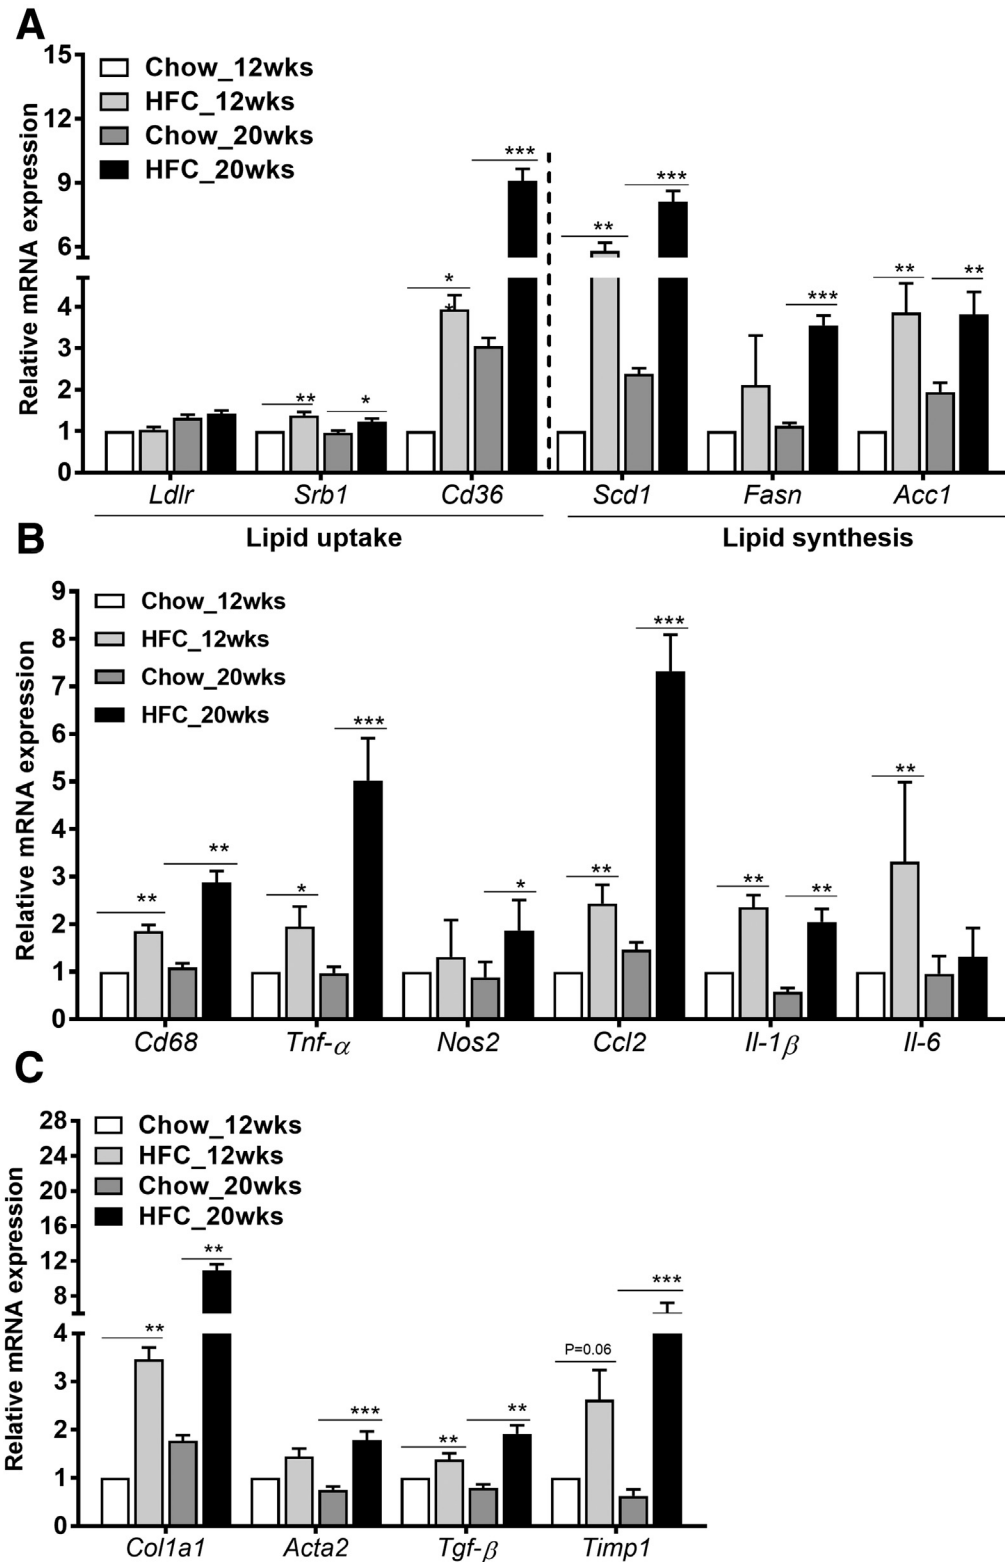 A
15
12
9
6
4
3
2
1
0
Relative mRNA expression
Chow_12wks
HFC_12wks
Chow_20wks
HFC_20wks
** * * * *** ** *** *** ** **
Ldlr Srb1 Cd36 Scd1 Fasn Acc1
Lipid uptake Lipid synthesis
B
9
8
7
6
5
4
3
2
1
0
Relative mRNA expression
Chow_12wks
HFC_12wks
Chow_20wks
HFC_20wks
** ** * *** * ** *** ** ** **
Cd68 Tnf-α Nos2 Ccl2 Il-1β Il-6
C
28
24
20
16
12
8
4
3
2
1
0
Relative mRNA expression
Chow_12wks
HFC_12wks
Chow_20wks
HFC_20wks
** ** *** ** ** P=0.06 ***
Col1a1 Acta2 Tgf-β Timp1